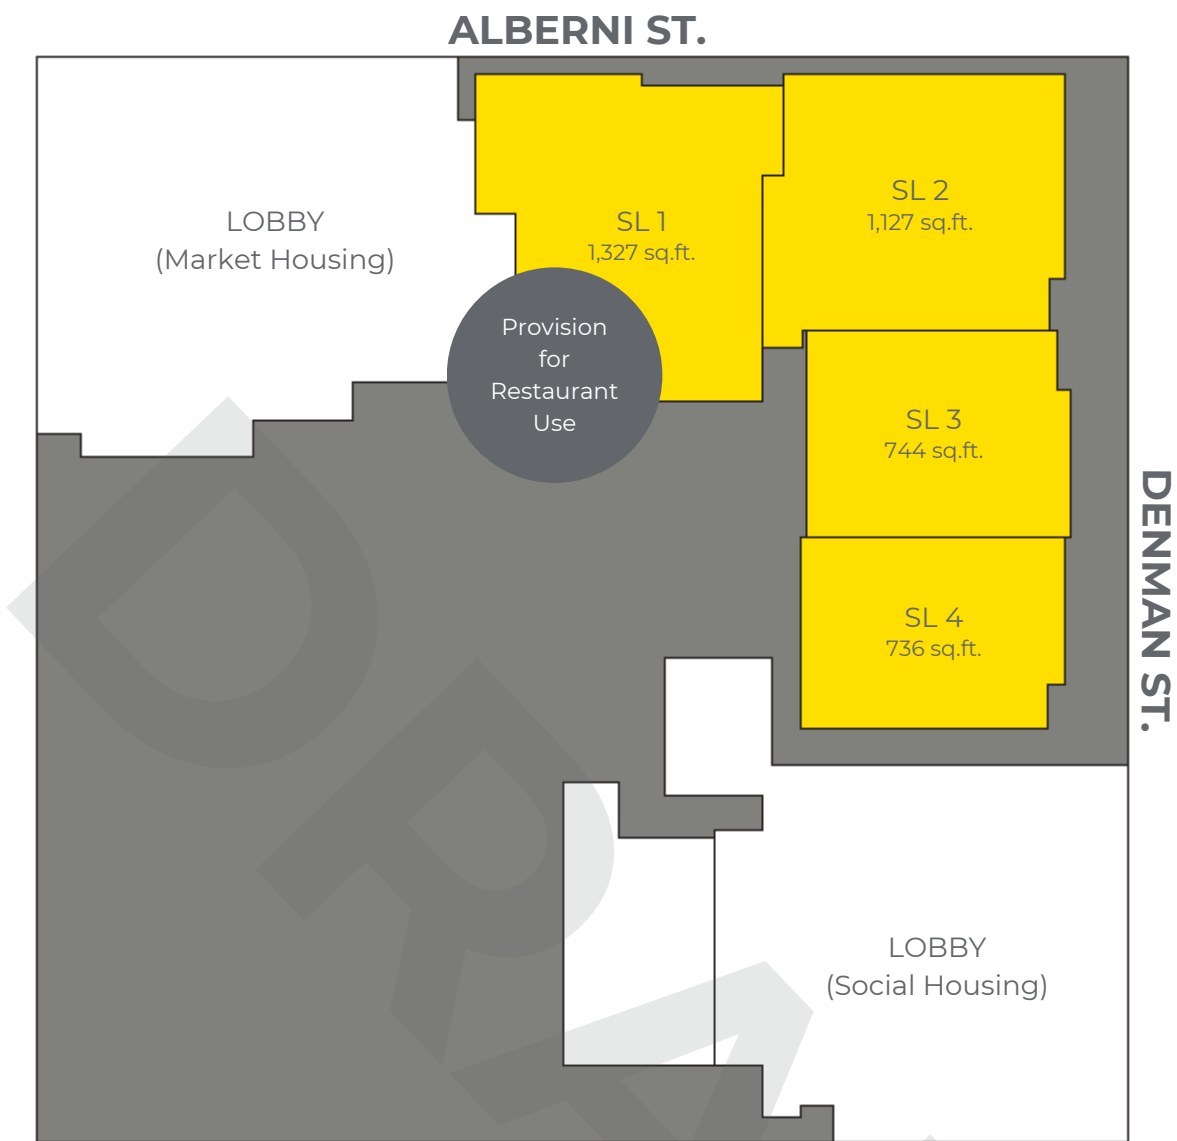 ALBERNI ST.
LOBBY
(Market Housing)
SL 1
1,327 sq.ft.
SL 2
1,127 sq.ft.
Provision
for
Restaurant
Use
SL 3
744 sq.ft.
DENMAN ST.
SL 4
736 sq.ft.
LOBBY
(Social Housing)
DRA